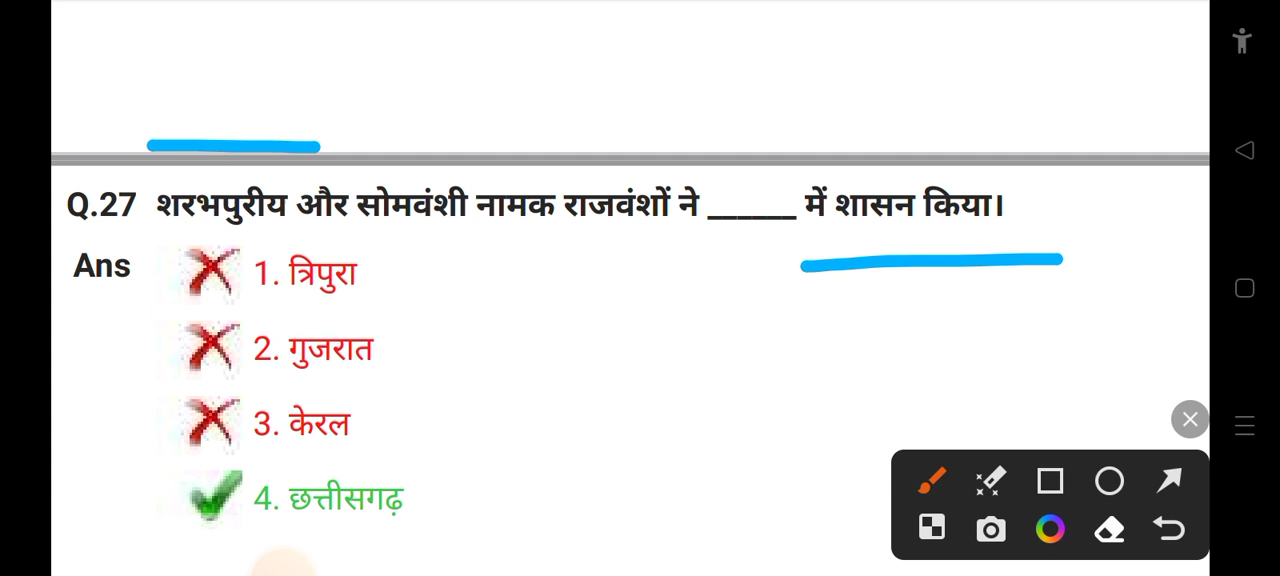 Q.27 शरभपुरीय और सोमवंशी नामक राजवंशों ने ______ में शासन किया।
Ans 1. त्रिपुरा
2. गुजरात
3. केरल
4. छत्तीसगढ़